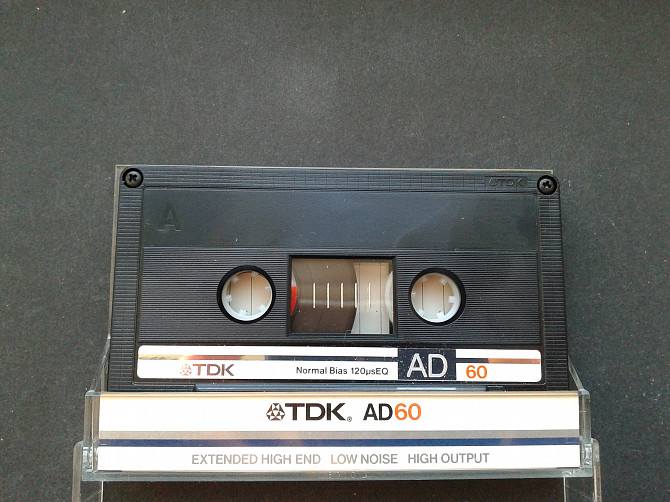 TDK
A
TDK Normal Bias 120µsEQ AD 60
TDK® AD60
EXTENDED HIGH END LOW NOISE HIGH OUTPUT